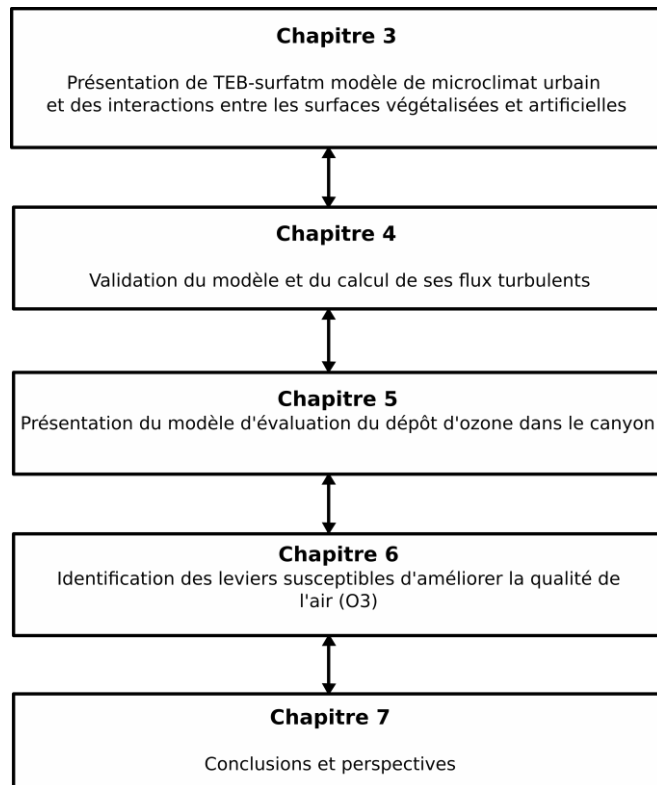 Chapitre 3
Présentation de TEB-surfatm modèle de microclimat urbain
et des interactions entre les surfaces végétalisées et artificielles
Chapitre 4
Validation du modèle et du calcul de ses flux turbulents
Chapitre 5
Présentation du modèle d'évaluation du dépôt d'ozone dans le canyon
Chapitre 6
Identification des leviers susceptibles d'améliorer la qualité de
l'air (O3)
Chapitre 7
Conclusions et perspectives